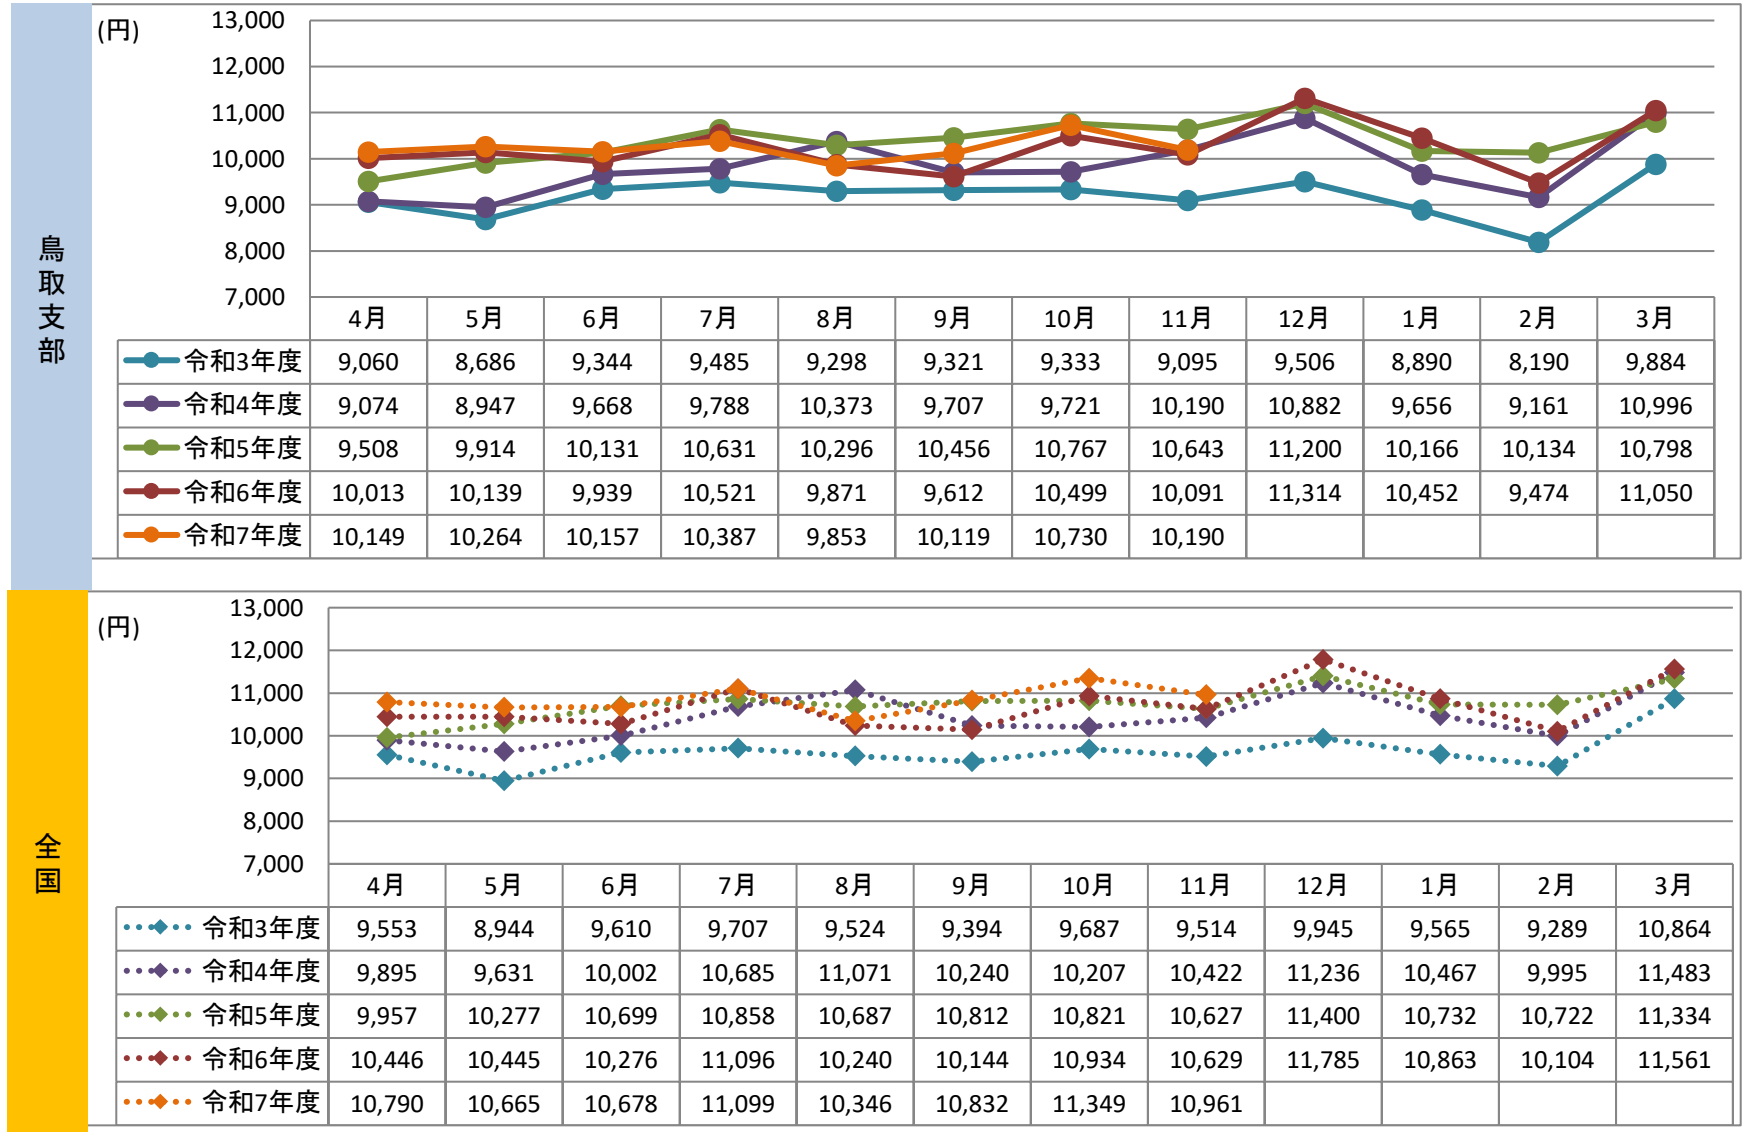 鳥取支部
(円)
13,000
12,000
11,000
10,000
9,000
8,000
7,000
4月 5月 6月 7月 8月 9月 10月 11月 12月 1月 2月 3月
令和3年度 9,060 8,686 9,344 9,485 9,298 9,321 9,333 9,095 9,506 8,890 8,190 9,884
令和4年度 9,074 8,947 9,668 9,788 10,373 9,707 9,721 10,190 10,882 9,656 9,161 10,996
令和5年度 9,508 9,914 10,131 10,631 10,296 10,456 10,767 10,643 11,200 10,166 10,134 10,798
令和6年度 10,013 10,139 9,939 10,521 9,871 9,612 10,499 10,091 11,314 10,452 9,474 11,050
令和7年度 10,149 10,264 10,157 10,387 9,853 10,119 10,730 10,190
全国
(円)
13,000
12,000
11,000
10,000
9,000
8,000
7,000
4月 5月 6月 7月 8月 9月 10月 11月 12月 1月 2月 3月
令和3年度 9,553 8,944 9,610 9,707 9,524 9,394 9,687 9,514 9,945 9,565 9,289 10,864
令和4年度 9,895 9,631 10,002 10,685 11,071 10,240 10,207 10,422 11,236 10,467 9,995 11,483
令和5年度 9,957 10,277 10,699 10,858 10,687 10,812 10,821 10,627 11,400 10,732 10,722 11,334
令和6年度 10,446 10,445 10,276 11,096 10,240 10,144 10,934 10,629 11,785 10,863 10,104 11,561
令和7年度 10,790 10,665 10,678 11,099 10,346 10,832 11,349 10,961